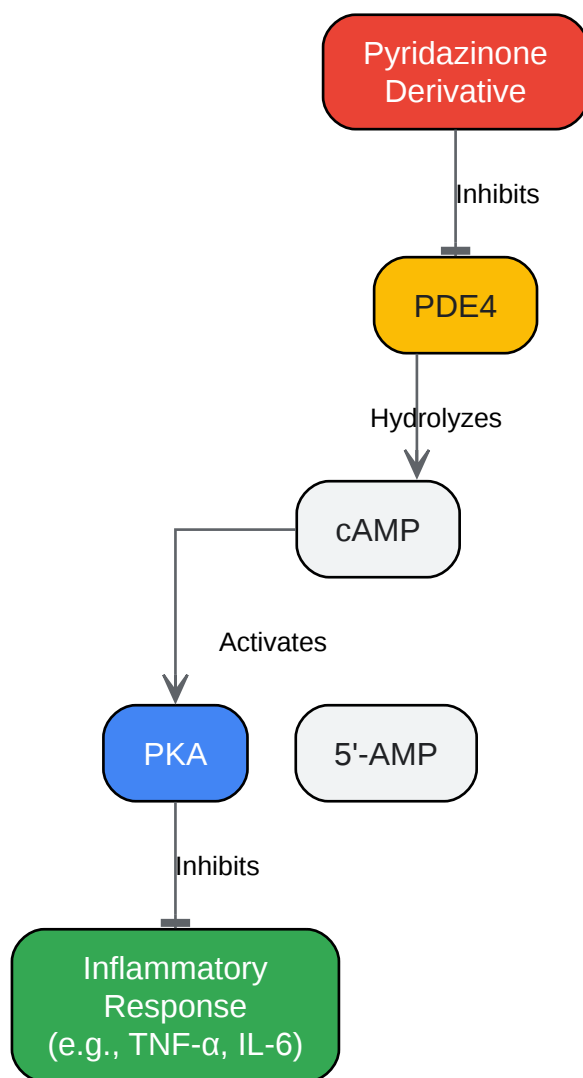 Pyridazinone
Derivative
Inhibits
PDE4
Hydrolyzes
cAMP
Activates
PKA
5'-AMP
Inhibits
Inflammatory
Response
(e.g., TNF-α, IL-6)